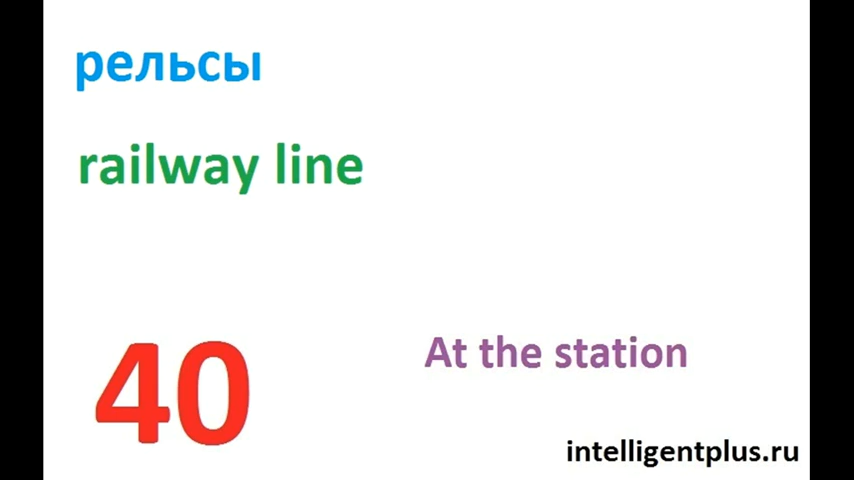 рельсы
railway line
40
At the station
intelligentplus.ru